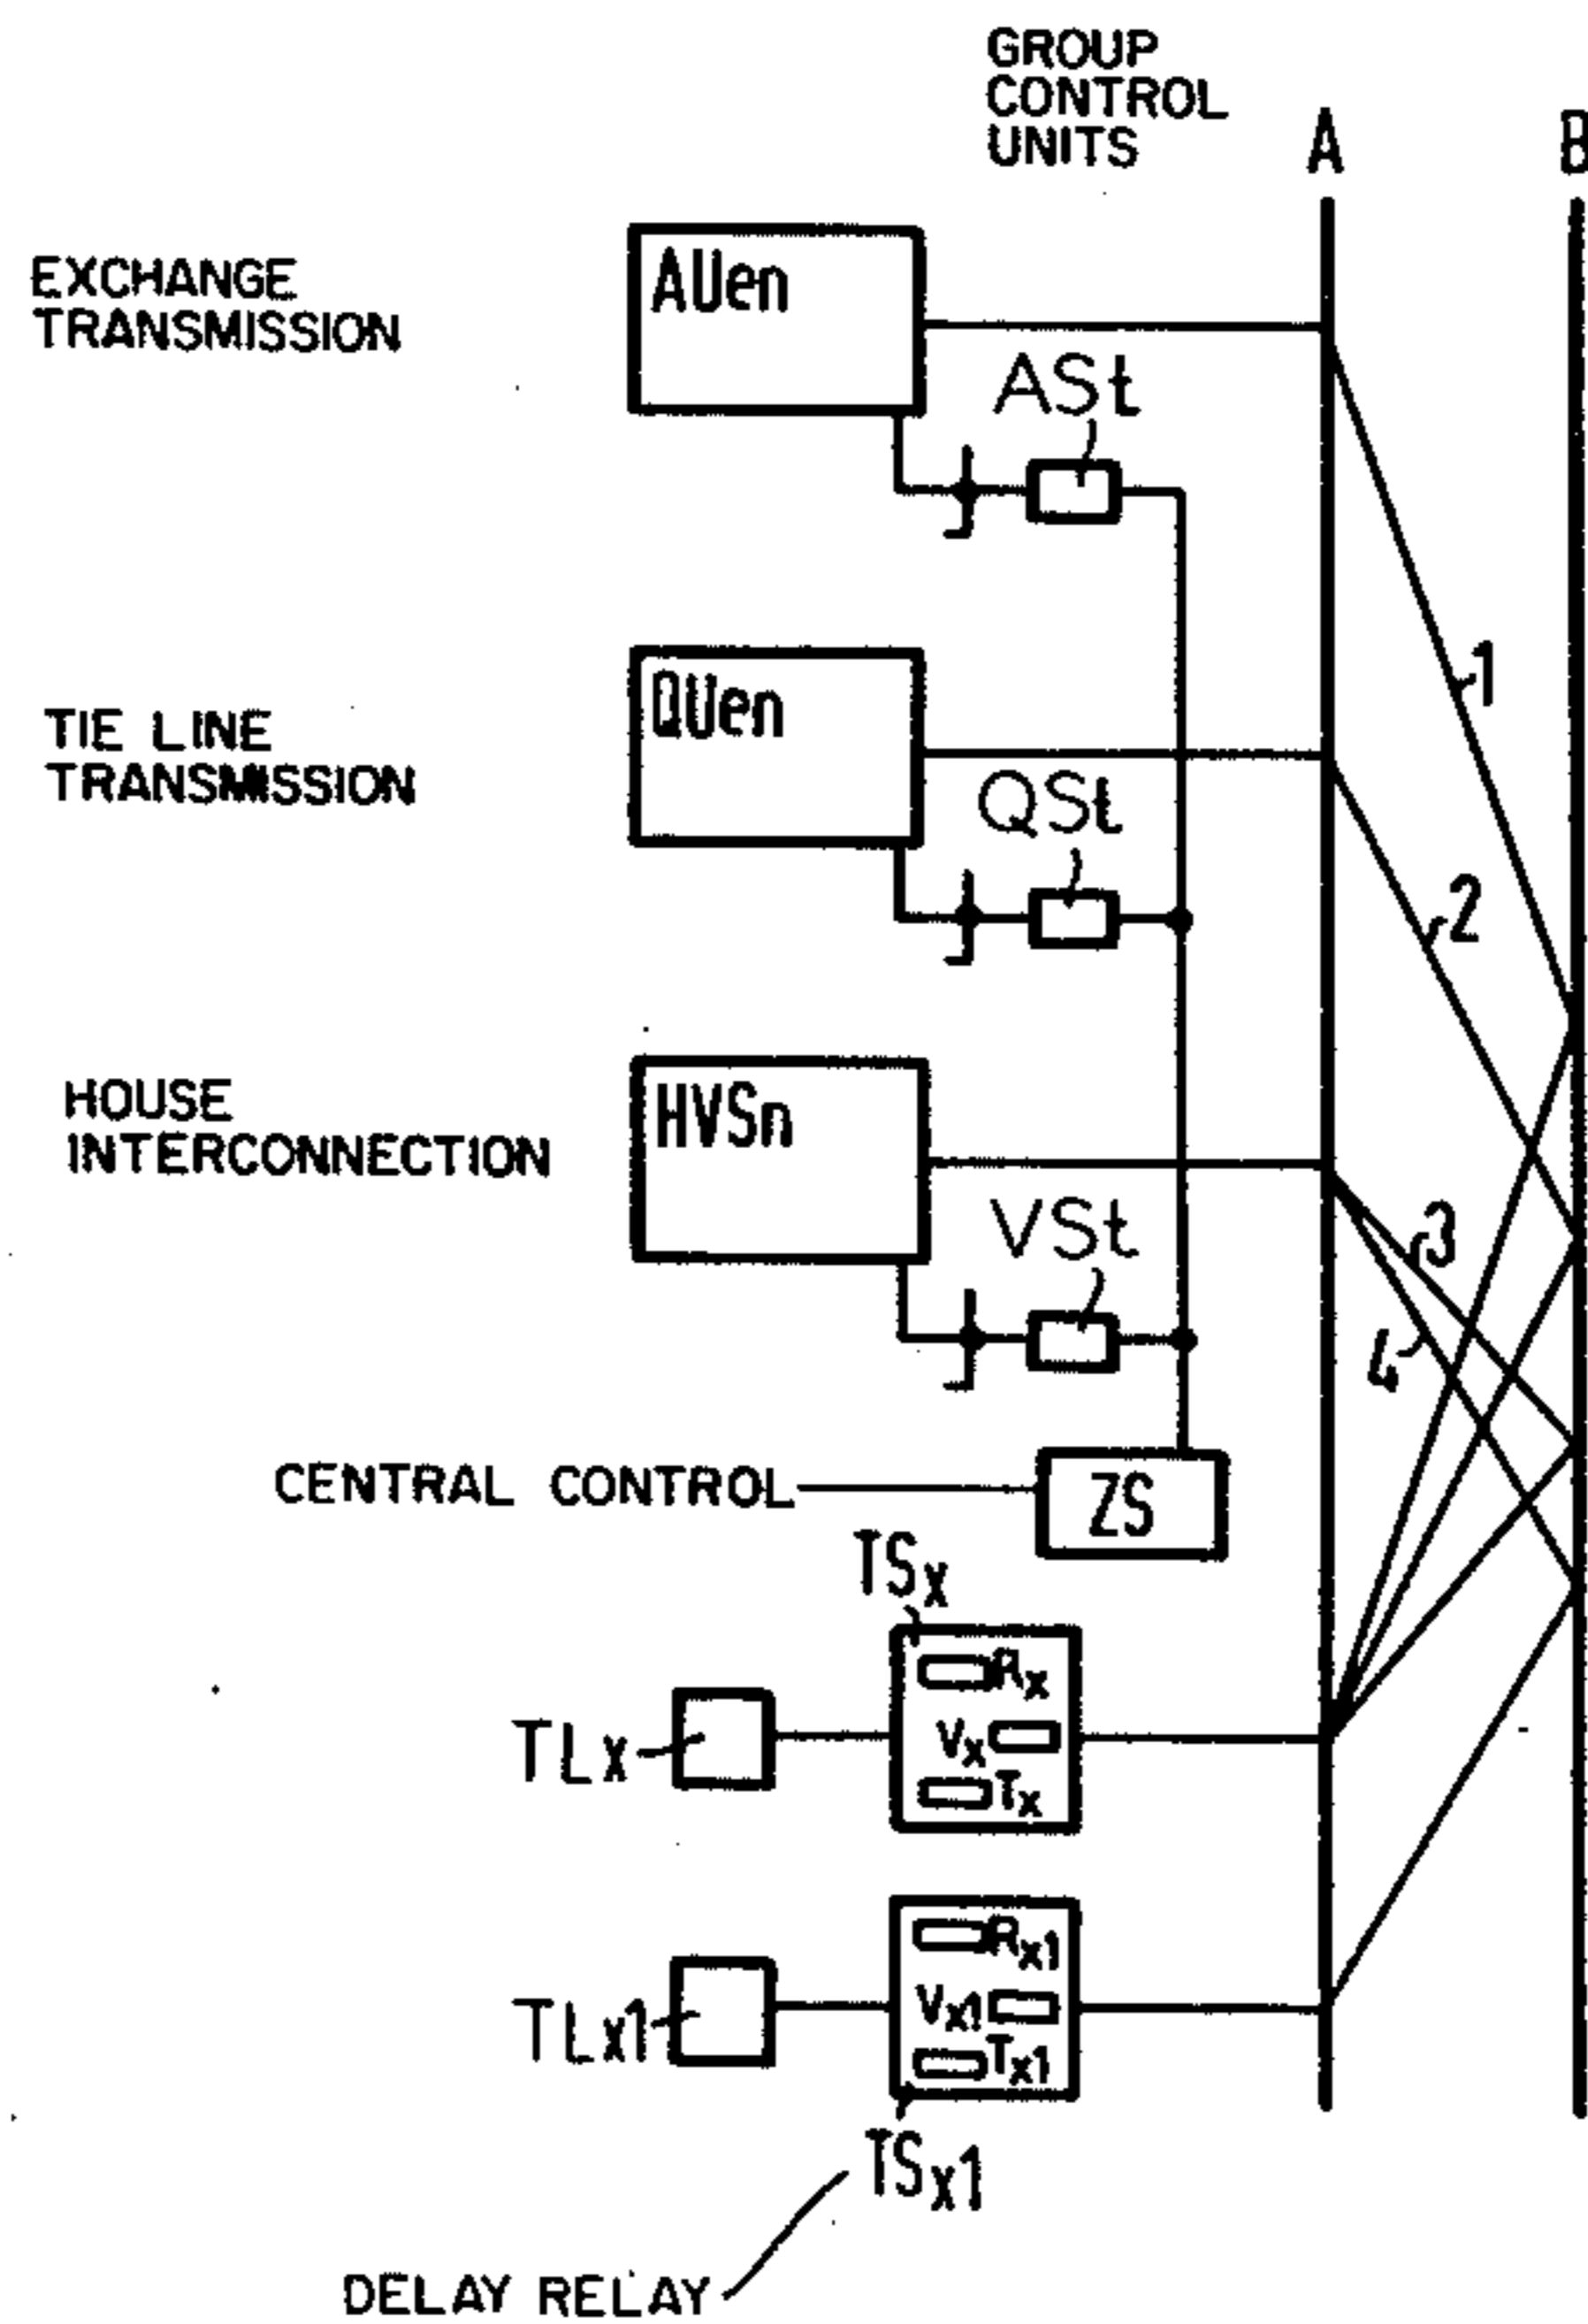 GROUP
CONTROL
UNITS
A
B
EXCHANGE
TRANSMISSION
AUen
ASt
1
TIE LINE
TRANSMISSION
QUen
QSt
2
HOUSE
INTERCONNECTION
HVSn
VSt
3
4
CENTRAL CONTROL
ZS
TSx
Rx
TLx
Vx
Tx
Rx1
TLx1
Vx1
Tx1
TSx1
DELAY RELAY